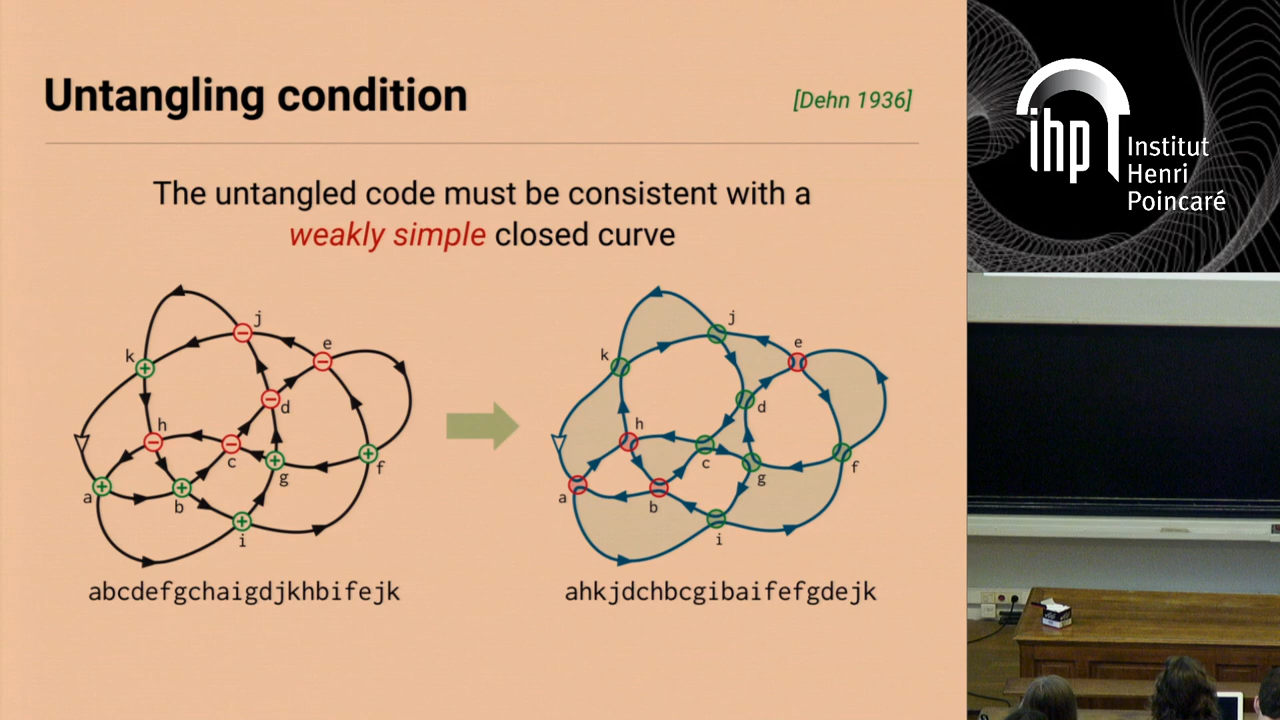 Untangling condition
[Dehn 1936]
The untangled code must be consistent with a
weakly simple closed curve
j
e
k
d
h
c
g
f
a
b
i
abcdefgchaigdjkhbifejk
j
e
k
d
h
c
g
f
a
b
i
ahkjdchbcgibaifefgdejk
ihp
Institut
Henri
Poincaré